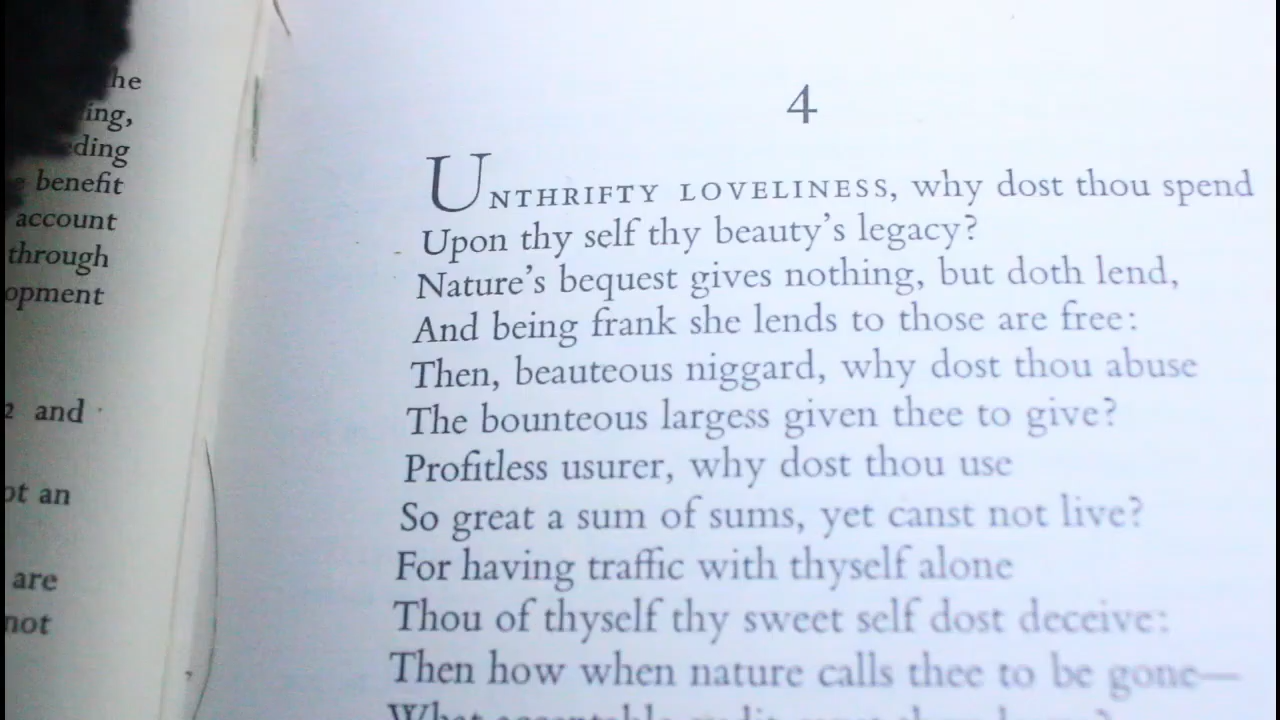 he
ing,
ding
benefit
account
through
opment
2 and
ot an
are
not
4
UNTHRIFTY LOVELINESS, why dost thou spend
Upon thy self thy beauty's legacy?
Nature's bequest gives nothing, but doth lend,
And being frank she lends to those are free:
Then, beauteous niggard, why dost thou abuse
The bounteous largess given thee to give?
Profitless usurer, why dost thou use
So great a sum of sums, yet canst not live?
For having traffic with thyself alone
Thou of thyself thy sweet self dost deceive:
Then how when nature calls thee to be gone—